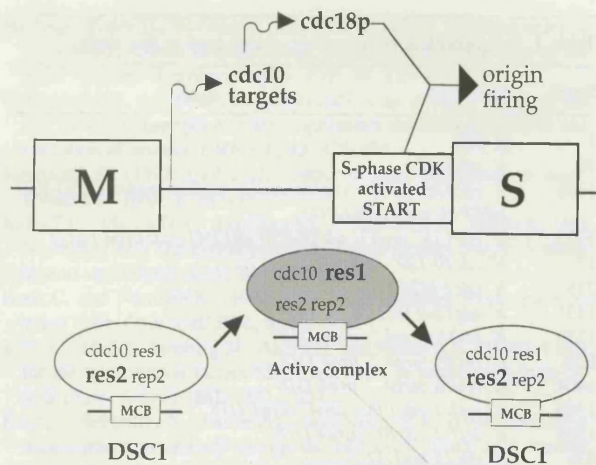 cdc18p
cdc10
targets
origin
firing
M
S-phase CDK
activated
START
S
cdc10 res1
res2 rep2
MCB
Active complex
cdc10 res1
res2 rep2
MCB
DSC1
cdc10 res1
res2 rep2
MCB
DSC1